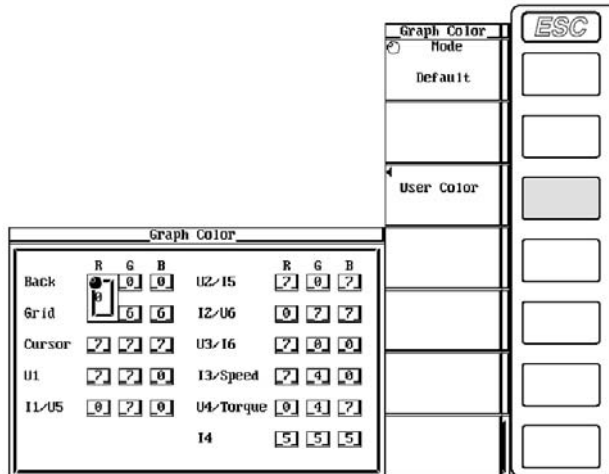 ESC
Graph Color
Mode
Default
User Color
Graph Color
R G B R G B
Back 0 0 0 U2/I5 7 0 7
Grid 6 6 I2/U6 0 7 7
Cursor 7 7 7 U3/I6 7 0 0
U1 7 7 0 I3/Speed 7 4 0
I1/U5 0 7 0 U4/Torque 0 4 7
I4 5 5 5